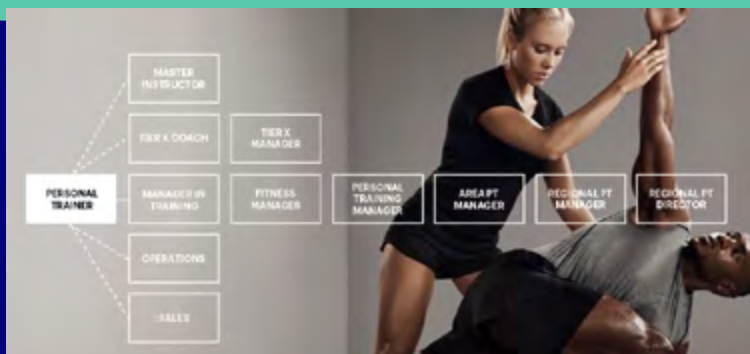 MASTER
INSTRUCTOR
TIER X COACH
TIER X
MANAGER
PERSONAL
TRAINER
MANAGER IN
TRAINING
FITNESS
MANAGER
PERSONAL
TRAINING
MANAGER
AREA PT
MANAGER
REGIONAL PT
MANAGER
REGIONAL PT
DIRECTOR
OPERATIONS
SALES